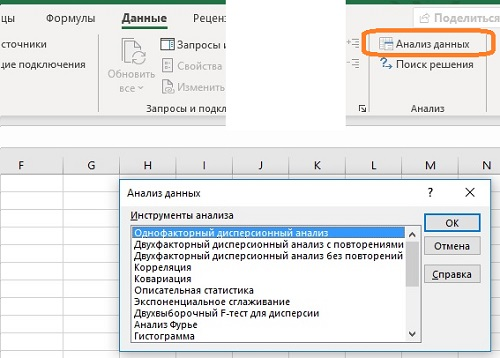 цы Формулы Данные Реценз Поделиться
сточники
ие подключения
Обновить
все
Запросы и
Свойства
Изменить
Запросы и подкл
Анализ данных
Поиск решения
Анализ
F G H I J K L M N
Анализ данных ? ×
Инструменты анализа
Однофакторный дисперсионный анализ
Двухфакторный дисперсионный анализ с повторениями
Двухфакторный дисперсионный анализ без повторений
Корреляция
Ковариация
Описательная статистика
Экспоненциальное сглаживание
Двухвыборочный F-тест для дисперсии
Анализ Фурье
Гистограмма
ОК
Отмена
Справка